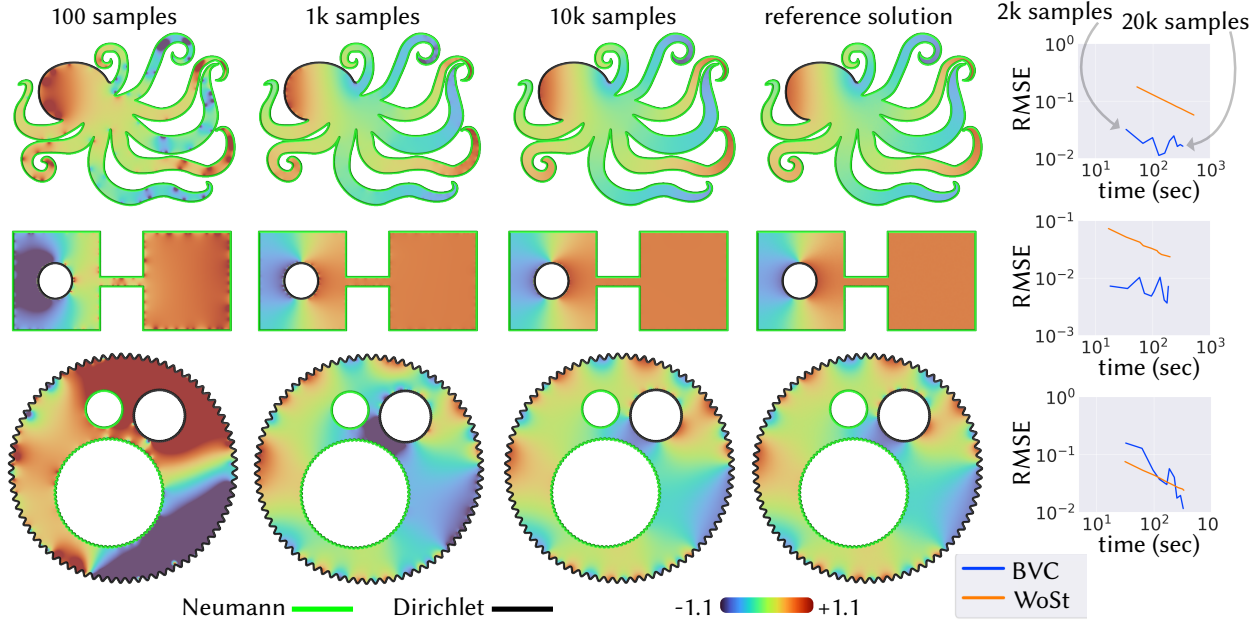 100 samples
1k samples
10k samples
reference solution
2k samples
20k samples
10⁰
10⁻¹
10⁻²
RMSE
10¹ 10² 10³
time (sec)
10⁻¹
10⁻²
10⁻³
RMSE
10¹ 10² 10³
time (sec)
10⁰
10⁻¹
10⁻²
RMSE
10¹ 10² 10
time (sec)
BVC
WoSt
Neumann
Dirichlet
-1.1
+1.1